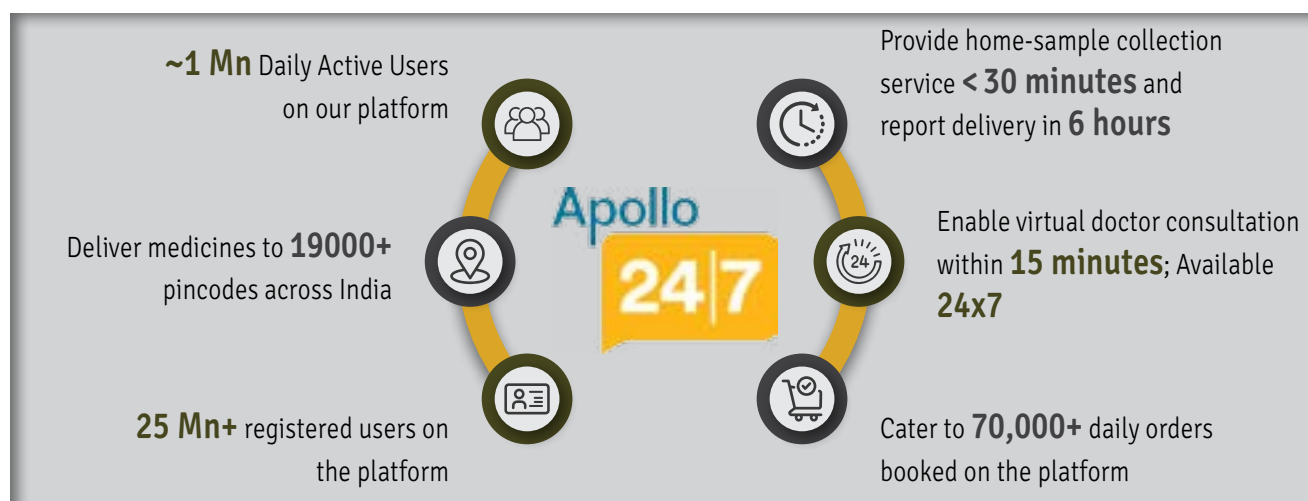 ~1 Mn Daily Active Users
on our platform
Deliver medicines to 19000+
pincodes across India
25 Mn+ registered users on
the platform
Apollo
24|7
Provide home-sample collection
service < 30 minutes and
report delivery in 6 hours
24
Enable virtual doctor consultation
within 15 minutes; Available
24x7
Cater to 70,000+ daily orders
booked on the platform